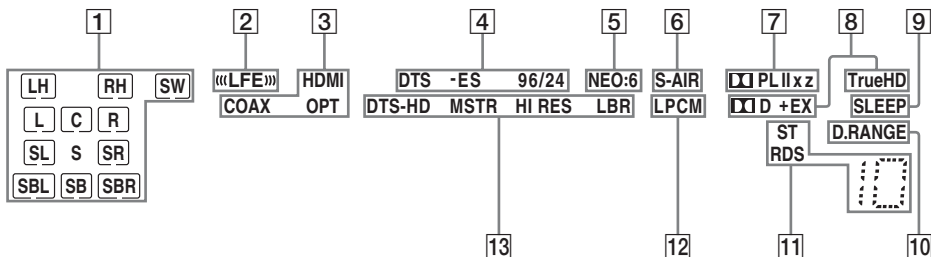 1 2 3 4 5 6 7 8 9
LH RH SW (((LFE))) HDMI DTS -ES 96/24 NEO:6 S-AIR PL II x z TrueHD
L C R COAX OPT DTS-HD MSTR HI RES LBR LPCM D +EX SLEEP
SL S SR ST D.RANGE
RDS
SBL SB SBR 10
13 12 11 10